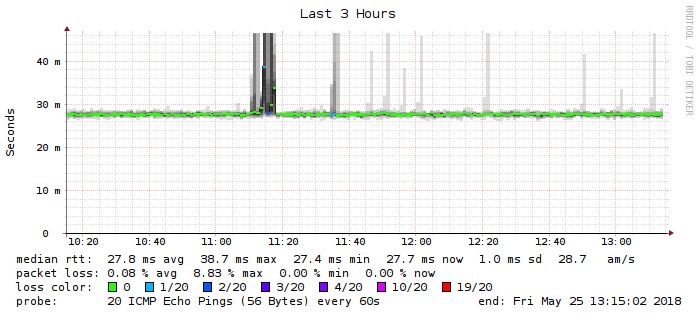 Last 3 Hours
RRDTOOL / TOBI OETIKER
Seconds
40 m
30 m
20 m
10 m
0
10:20 10:40 11:00 11:20 11:40 12:00 12:20 12:40 13:00
median rtt: 27.8 ms avg 38.7 ms max 27.4 ms min 27.7 ms now 1.0 ms sd 28.7 am/s
packet loss: 0.08 % avg 8.83 % max 0.00 % min 0.00 % now
loss color: 0 1/20 2/20 3/20 4/20 10/20 19/20
probe: 20 ICMP Echo Pings (56 Bytes) every 60s end: Fri May 25 13:15:02 2018